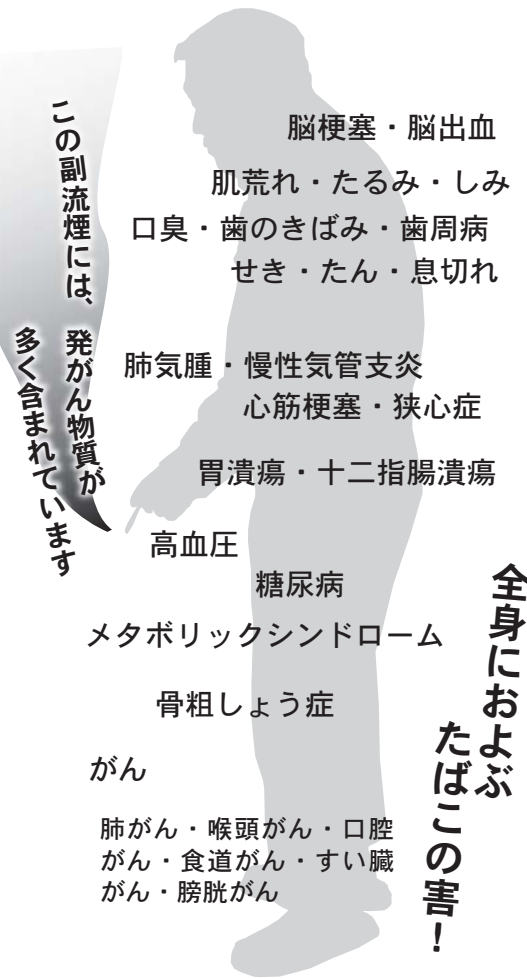 全身におよぶ
たばこの害！
この副流煙には、発がん物質が
多く含まれています
脳梗塞・脳出血
肌荒れ・たるみ・しみ
口臭・歯のきばみ・歯周病
せき・たん・息切れ
肺気腫・慢性気管支炎
心筋梗塞・狭心症
胃潰瘍・十二指腸潰瘍
高血圧
糖尿病
メタボリックシンドローム
骨粗しょう症
がん
肺がん・喉頭がん・口腔
がん・食道がん・すい臓
がん・膀胱がん